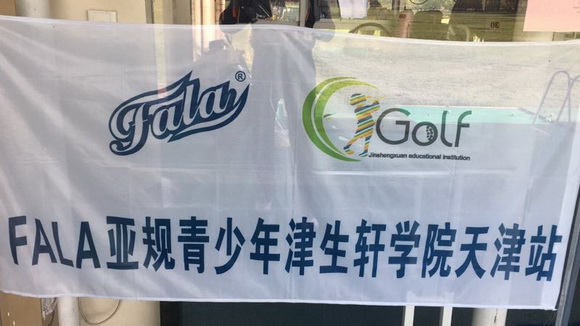 Fala®
Golf
Jinshengxuan educational institution
FALA亚规青少年津生轩学院天津站